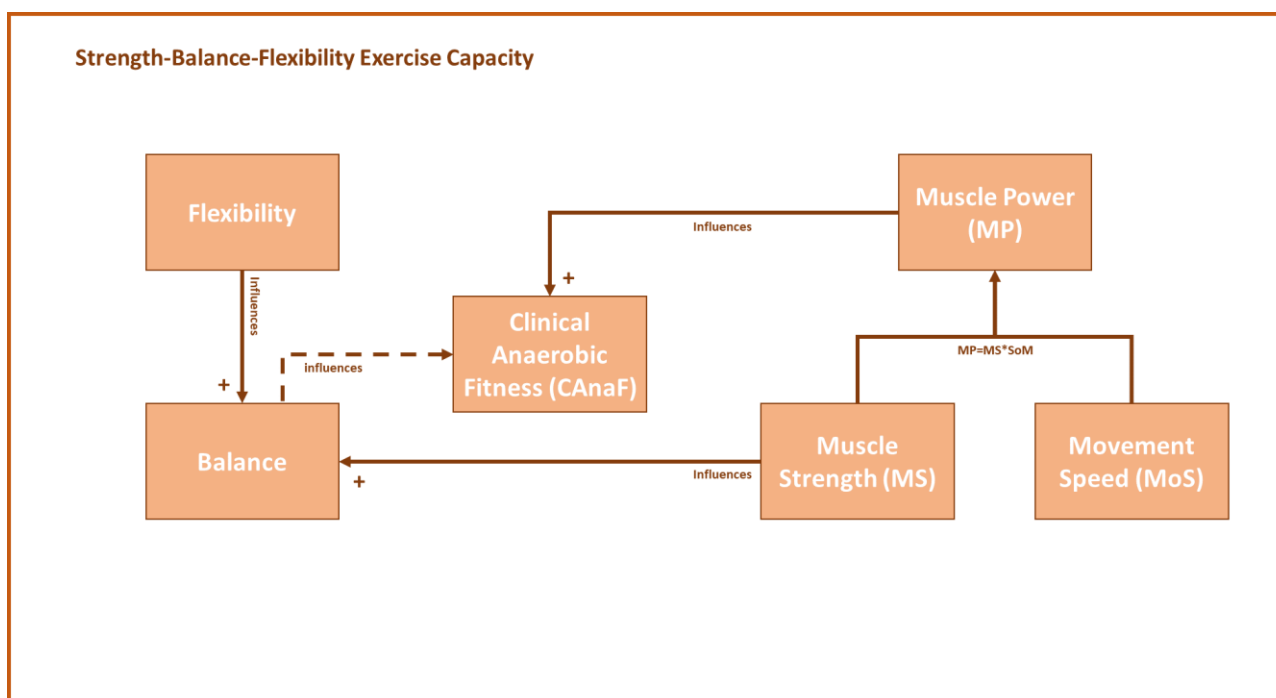 Strength-Balance-Flexibility Exercise Capacity
Flexibility
Muscle Power
(MP)
Influences
Influences
+
Clinical
Anaerobic
Fitness (CAnaF)
MP=MS*SoM
influences
+
Balance
Muscle
Strength (MS)
Movement
Speed (MoS)
+
Influences